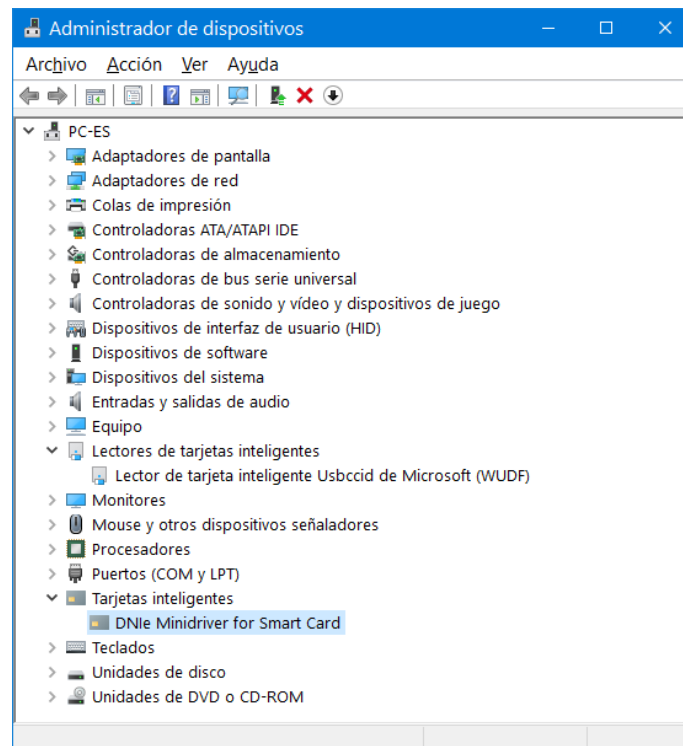 Administrador de dispositivos
Archivo Acción Ver Ayuda
PC-ES
Adaptadores de pantalla
Adaptadores de red
Colas de impresión
Controladoras ATA/ATAPI IDE
Controladoras de almacenamiento
Controladoras de bus serie universal
Controladoras de sonido y vídeo y dispositivos de juego
Dispositivos de interfaz de usuario (HID)
Dispositivos de software
Dispositivos del sistema
Entradas y salidas de audio
Equipo
Lectores de tarjetas inteligentes
Lector de tarjeta inteligente Usbccid de Microsoft (WUDF)
Monitores
Mouse y otros dispositivos señaladores
Procesadores
Puertos (COM y LPT)
Tarjetas inteligentes
DNIe Minidriver for Smart Card
Teclados
Unidades de disco
Unidades de DVD o CD-ROM